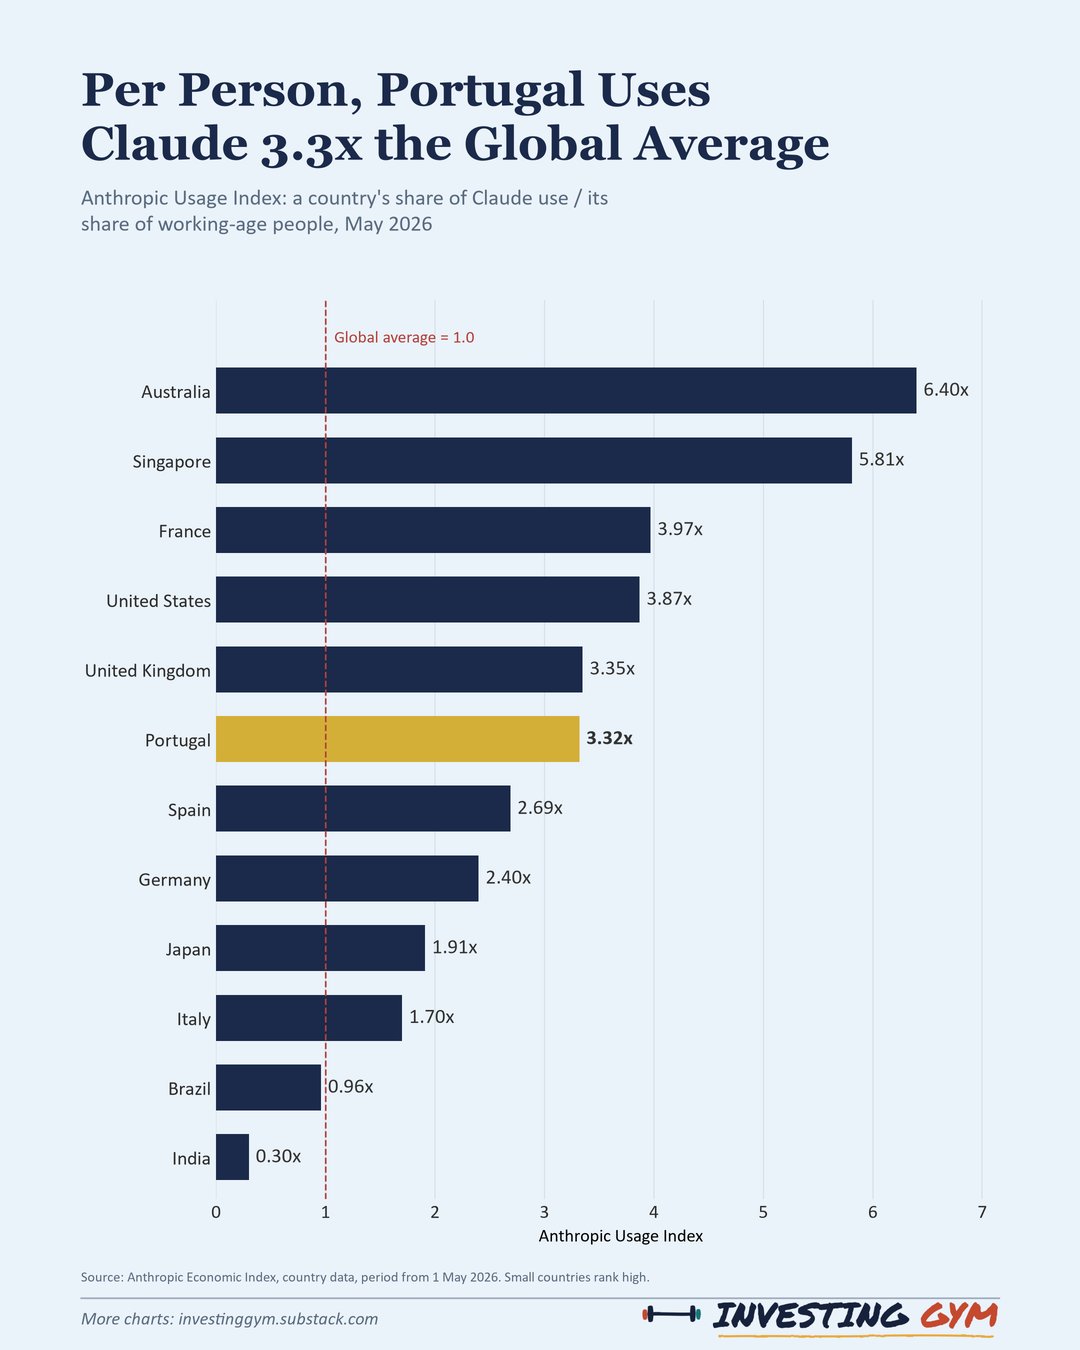 Per Person, Portugal Uses
Claude 3.3x the Global Average
Anthropic Usage Index: a country's share of Claude use / its
share of working-age people, May 2026
Global average = 1.0
Australia 6.40x
Singapore 5.81x
France 3.97x
United States 3.87x
United Kingdom 3.35x
Portugal 3.32x
Spain 2.69x
Germany 2.40x
Japan 1.91x
Italy 1.70x
Brazil 0.96x
India 0.30x
0 1 2 3 4 5 6 7
Anthropic Usage Index
Source: Anthropic Economic Index, country data, period from 1 May 2026. Small countries rank high.
More charts: investinggym.substack.com
INVESTING GYM